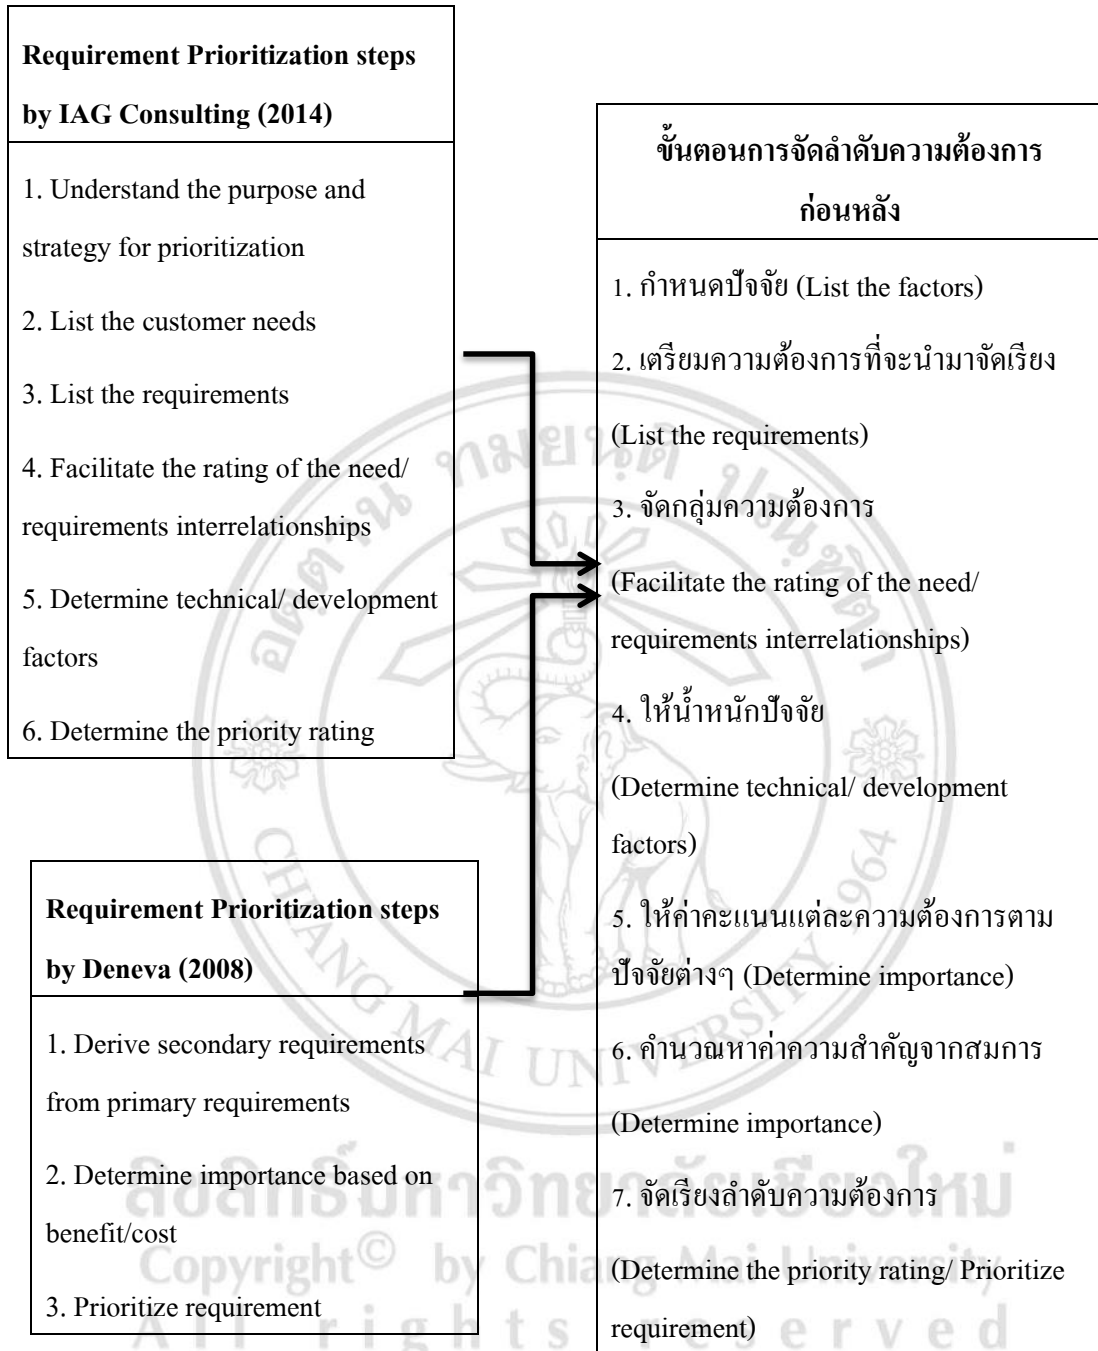 Requirement Prioritization steps
by IAG Consulting (2014)
1. Understand the purpose and
strategy for prioritization
2. List the customer needs
3. List the requirements
4. Facilitate the rating of the need/
requirements interrelationships
5. Determine technical/ development
factors
6. Determine the priority rating
Requirement Prioritization steps
by Deneva (2008)
1. Derive secondary requirements
from primary requirements
2. Determine importance based on
benefit/cost
3. Prioritize requirement
ขั้นตอนการจัดลำดับความต้องการ
ก่อนหลัง
1. กำหนดปัจจัย (List the factors)
2. เตรียมความต้องการที่จะนำมาจัดเรียง
(List the requirements)
3. จัดกลุ่มความต้องการ
(Facilitate the rating of the need/
requirements interrelationships)
4. ให้น้ำหนักปัจจัย
(Determine technical/ development
factors)
5. ให้ค่าคะแนนแต่ละความต้องการตาม
ปัจจัยต่างๆ (Determine importance)
6. คำนวณหาค่าความสำคัญจากสมการ
(Determine importance)
7. จัดเรียงลำดับความต้องการ
(Determine the priority rating/ Prioritize
requirement)
CHIANG MAI UNIVERSITY 1964
ลิขสิทธิ์มหาวิทยาลัยเชียงใหม่
Copyright© by Chiang Mai University
All rights reserved